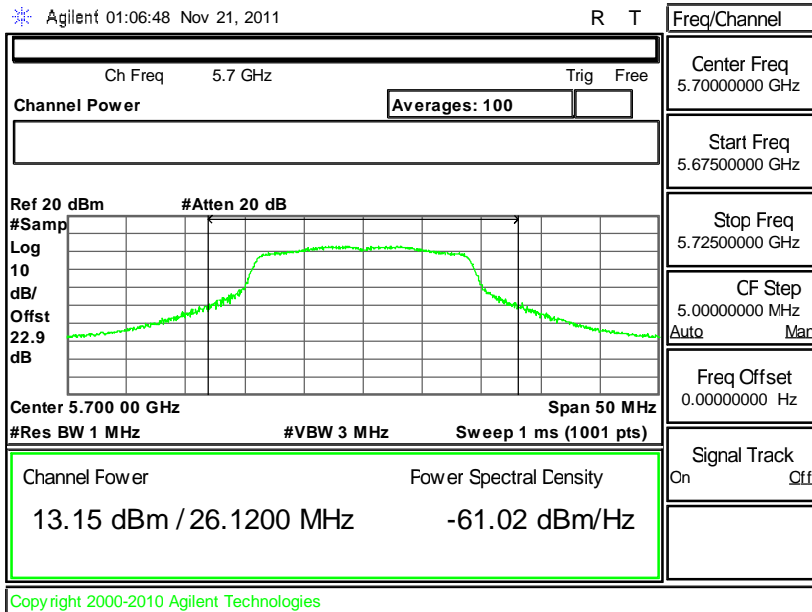 Agilent 01:06:48 Nov 21, 2011 R T
Freq/Channel
Ch Freq 5.7 GHz Trig Free
Channel Power Averages: 100
Ref 20 dBm #Atten 20 dB
#Samp
Log
10
dB/
Offst
22.9
dB
Center 5.700 00 GHz Span 50 MHz
#Res BW 1 MHz #VBW 3 MHz Sweep 1 ms (1001 pts)
Channel Fower Fower Spectral Density
13.15 dBm / 26.1200 MHz -61.02 dBm/Hz
Center Freq
5.70000000 GHz
Start Freq
5.67500000 GHz
Stop Freq
5.72500000 GHz
CF Step
5.00000000 MHz
Auto Man
Freq Offset
0.00000000 Hz
Signal Track
On Off
Copyright 2000-2010 Agilent Technologies